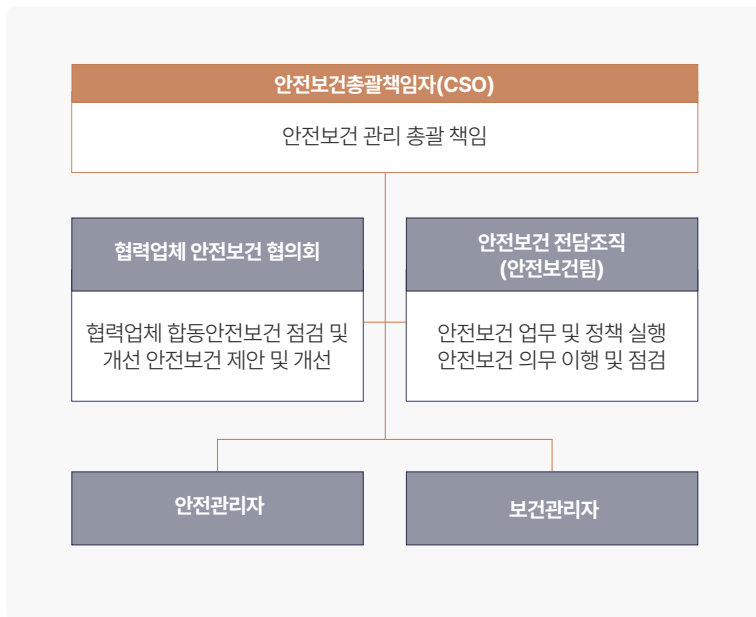 안전보건총괄책임자(CSO)
안전보건 관리 총괄 책임
협력업체 안전보건 협의회
협력업체 합동안전보건 점검 및
개선 안전보건 제안 및 개선
안전보건 전담조직
(안전보건팀)
안전보건 업무 및 정책 실행
안전보건 의무 이행 및 점검
안전관리자
보건관리자